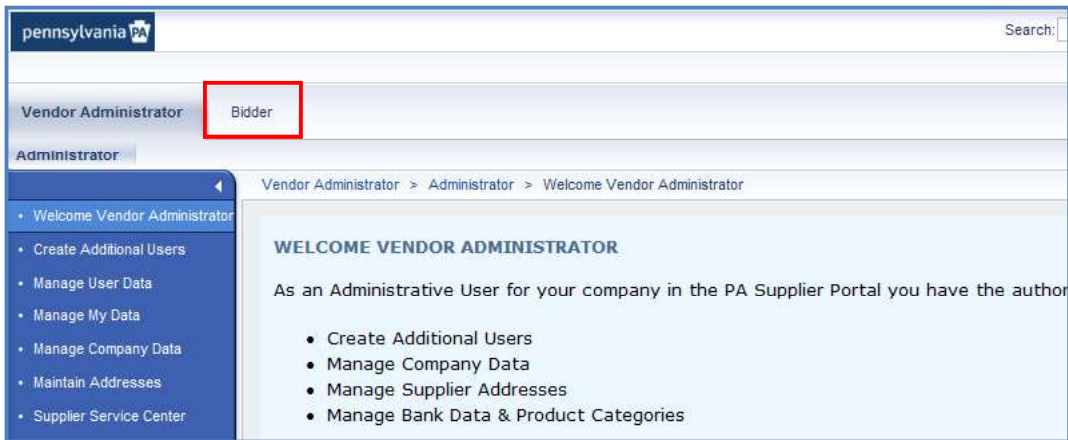 pennsylvania PA
Search:
Vendor Administrator Bidder
Administrator
Vendor Administrator > Administrator > Welcome Vendor Administrator
• Welcome Vendor Administrator
• Create Additional Users
• Manage User Data
• Manage My Data
• Manage Company Data
• Maintain Addresses
• Supplier Service Center
WELCOME VENDOR ADMINISTRATOR
As an Administrative User for your company in the PA Supplier Portal you have the author
• Create Additional Users
• Manage Company Data
• Manage Supplier Addresses
• Manage Bank Data & Product Categories